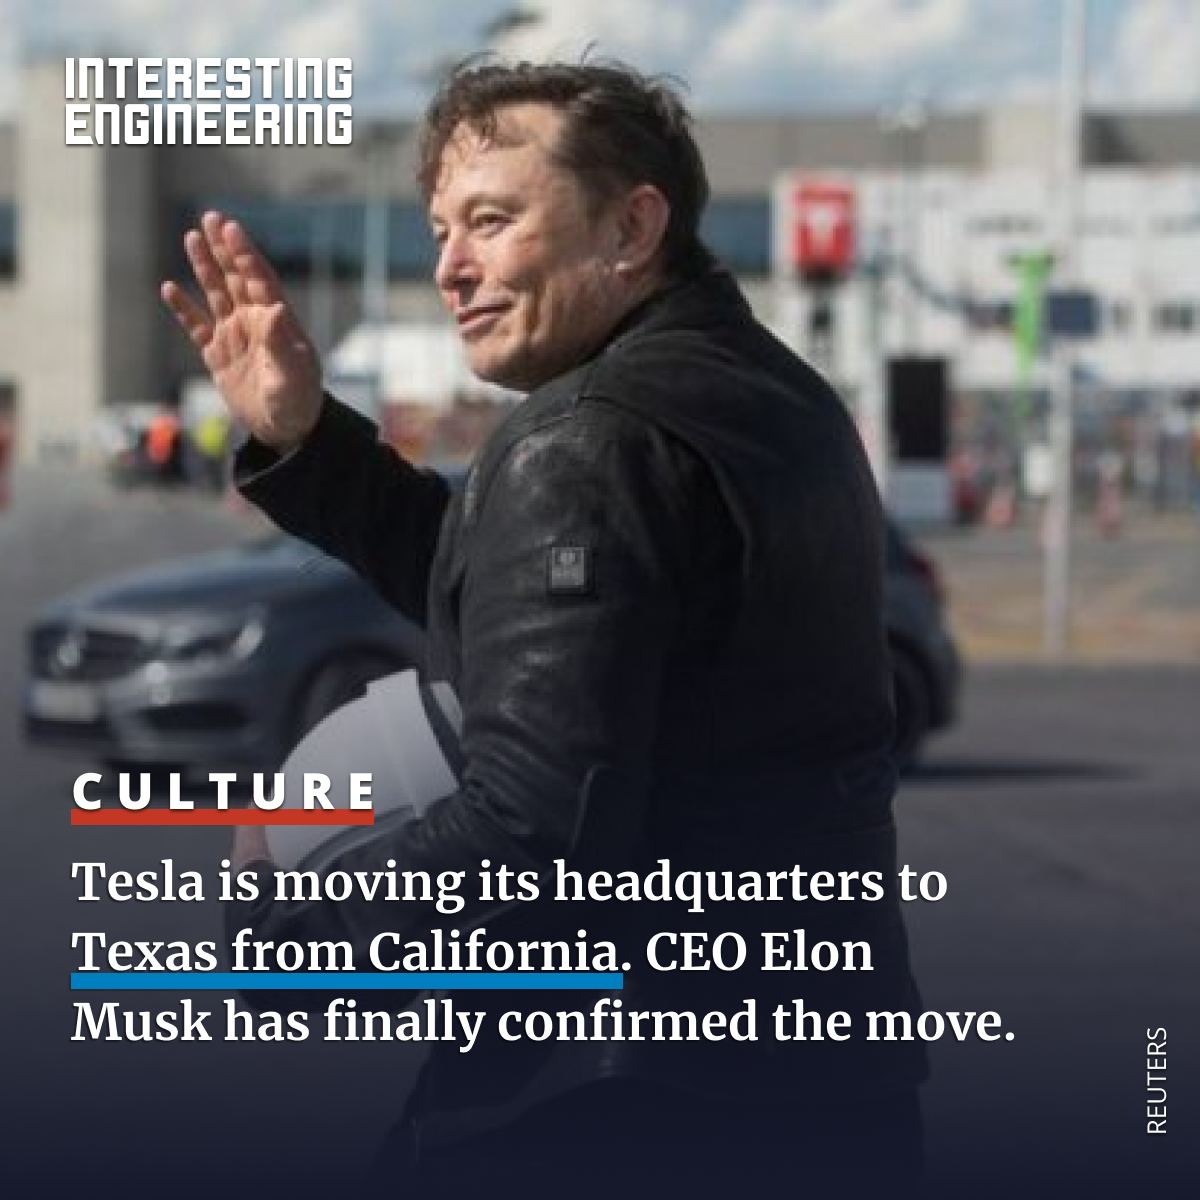 INTERESTING
ENGINEERING
CULTURE
Tesla is moving its headquarters to
Texas from California. CEO Elon
Musk has finally confirmed the move.
REUTERS